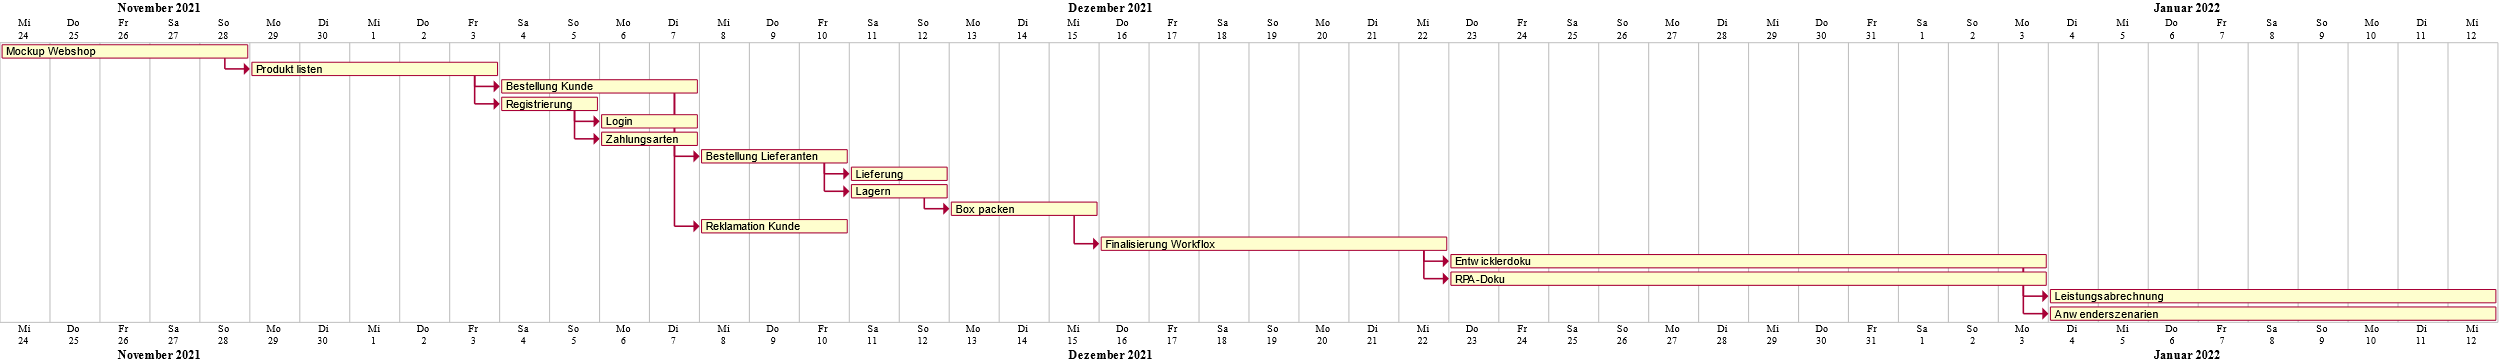 November 2021 Dezember 2021 Januar 2022
Mi Do Fr Sa So Mo Di Mi Do Fr Sa So Mo Di Mi Do Fr Sa So Mo Di Mi Do Fr Sa So Mo Di Mi Do Fr Sa So Mo Di Mi Do Fr Sa So Mo Di Mi Do Fr Sa So Mo Di Mi
24 25 26 27 28 29 30 1 2 3 4 5 6 7 8 9 10 11 12 13 14 15 16 17 18 19 20 21 22 23 24 25 26 27 28 29 30 31 1 2 3 4 5 6 7 8 9 10 11 12
Mockup Webshop
Produkt listen
Bestellung Kunde
Registrierung
Login
Zahlungsarten
Bestellung Lieferanten
Lieferung
Lagern
Box packen
Reklamation Kunde
Finalisierung Workflox
Entwicklerdoku
RPA-Doku
Leistungsabrechnung
Anwenderszenarien
Mi Do Fr Sa So Mo Di Mi Do Fr Sa So Mo Di Mi Do Fr Sa So Mo Di Mi Do Fr Sa So Mo Di Mi Do Fr Sa So Mo Di Mi Do Fr Sa So Mo Di Mi Do Fr Sa So Mo Di Mi
24 25 26 27 28 29 30 1 2 3 4 5 6 7 8 9 10 11 12 13 14 15 16 17 18 19 20 21 22 23 24 25 26 27 28 29 30 31 1 2 3 4 5 6 7 8 9 10 11 12
November 2021 Dezember 2021 Januar 2022